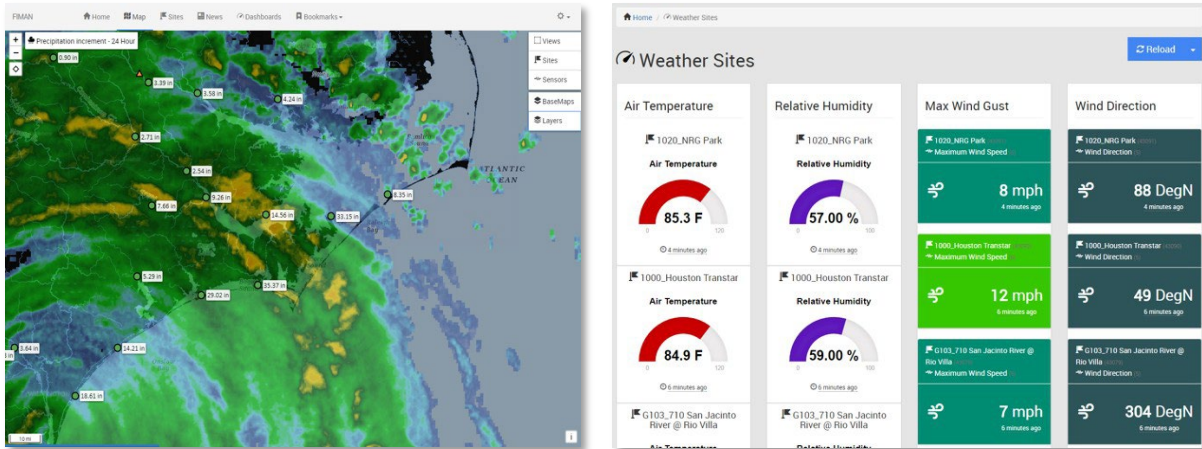 FIMAN
Home Map Sites News Dashboards Bookmarks
+
−
Precipitation increment - 24 Hour
Views
Sites
Sensors
BaseMaps
Layers
0.90 in
3.39 in
3.58 in
4.24 in
2.71 in
2.54 in
9.26 in
7.66 in
14.56 in
33.15 in
8.35 in
ATLANTIC
Bay
5.29 in
29.02 in
35.37 in
3.64 in
14.21 in
18.61 in
10 mi
i
Home / Weather Sites
Weather Sites
Reload
Air Temperature
1020_NRG Park
Air Temperature
85.3 F
0 120
4 minutes ago
1000_Houston Transtar
Air Temperature
84.9 F
0 120
6 minutes ago
G103_710 San Jacinto
River @ Rio Villa
Air Temperature
Relative Humidity
1020_NRG Park
Relative Humidity
57.00 %
0 100
4 minutes ago
1000_Houston Transtar
Relative Humidity
59.00 %
0 100
6 minutes ago
G103_710 San Jacinto
River @ Rio Villa
Relative Humidity
Max Wind Gust
1020_NRG Park
Maximum Wind Speed
8 mph
4 minutes ago
1000_Houston Transtar
Maximum Wind Speed
12 mph
6 minutes ago
G103_710 San Jacinto River @
Rio Villa
Maximum Wind Speed
7 mph
6 minutes ago
Wind Direction
1020_NRG Park
Wind Direction
88 DegN
4 minutes ago
1000_Houston Transtar
Wind Direction
49 DegN
6 minutes ago
G103_710 San Jacinto River @
Rio Villa
Wind Direction
304 DegN
6 minutes ago